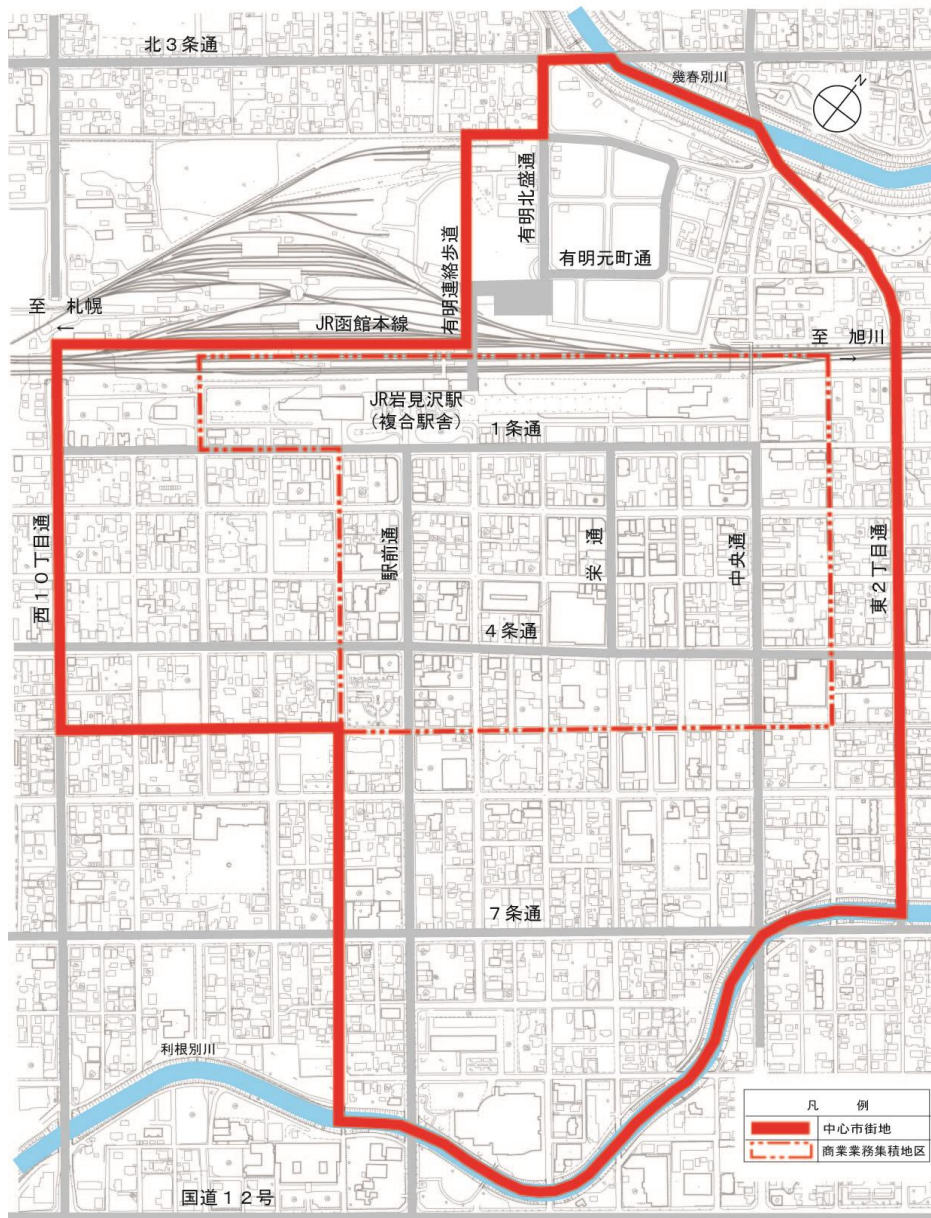 北3条通
幾春別川
N
有明北盛通
有明元町通
有明連絡歩道
至 札幌
←
JR函館本線
至 旭川
→
JR岩見沢駅
(複合駅舎)
1条通
西10丁目通
駅前通
栄通
中央通
東2丁目通
4条通
7条通
利根別川
国道12号
凡 例
中心市街地
商業業務集積地区